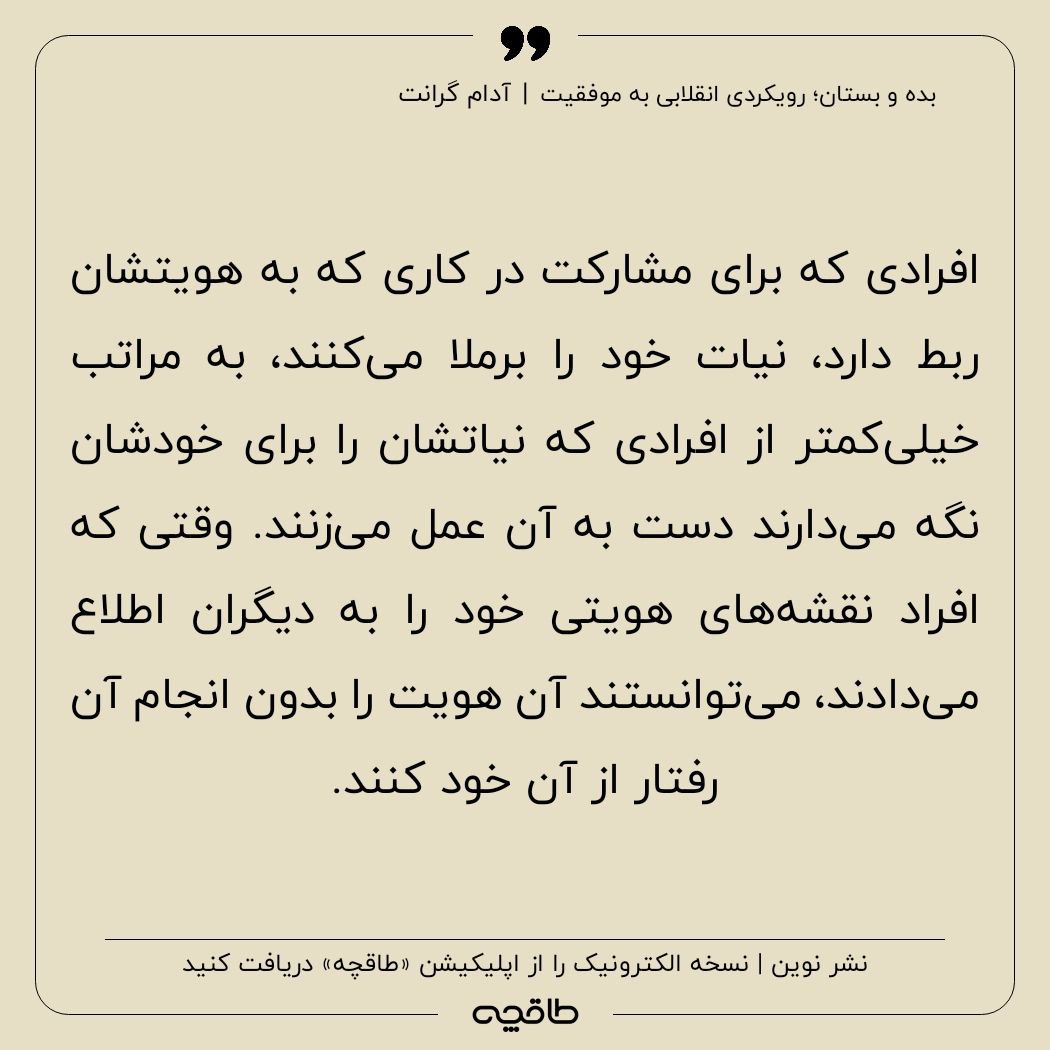 ”
بده و بستان؛ رویکردی انقلابی به موفقیت | آدام گرانت
افرادی که برای مشارکت در کاری که به هویتشان
ربط دارد، نیات خود را برملا می‌کنند، به مراتب
خیلی‌کمتر از افرادی که نیاتشان را برای خودشان
نگه می‌دارند دست به آن عمل می‌زنند. وقتی که
افراد نقشه‌های هویتی خود را به دیگران اطلاع
می‌دادند، می‌توانستند آن هویت را بدون انجام آن
رفتار از آن خود کنند.
نشر نوین | نسخه الکترونیک را از اپلیکیشن «طاقچه» دریافت کنید
طاقچه